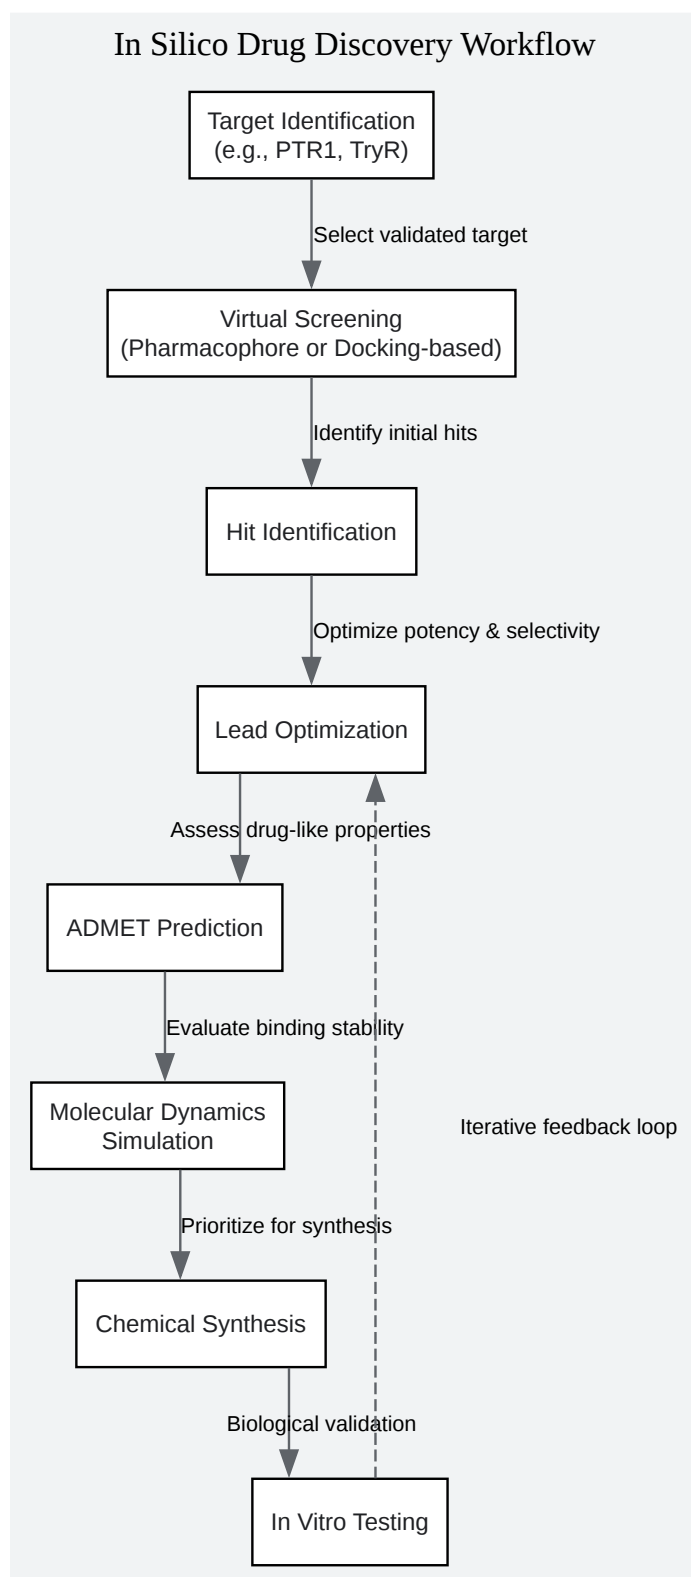 In Silico Drug Discovery Workflow
Target Identification
(e.g., PTR1, TryR)
Select validated target
Virtual Screening
(Pharmacophore or Docking-based)
Identify initial hits
Hit Identification
Optimize potency & selectivity
Lead Optimization
Assess drug-like properties
ADMET Prediction
Evaluate binding stability
Molecular Dynamics
Simulation
Iterative feedback loop
Prioritize for synthesis
Chemical Synthesis
Biological validation
In Vitro Testing